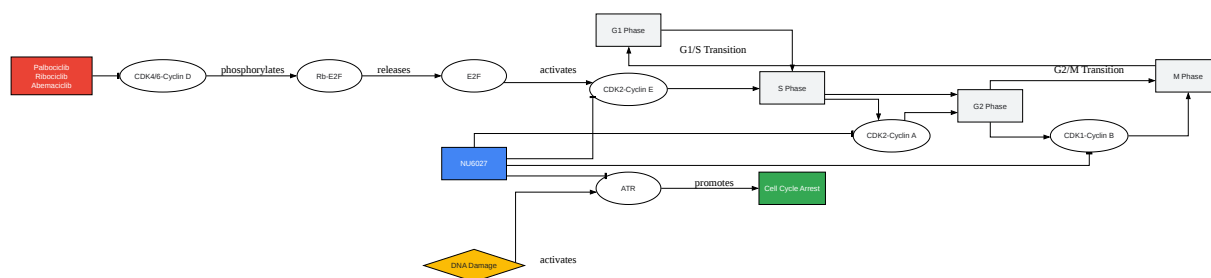 G1 Phase
G1/S Transition
Palbociclib
Ribociclib
Abemaciclib
CDK4/6-Cyclin D
phosphorylates
Rb-E2F
releases
E2F
activates
CDK2-Cyclin E
S Phase
G2/M Transition
M Phase
G2 Phase
CDK2-Cyclin A
CDK1-Cyclin B
NU6027
ATR
promotes
Cell Cycle Arrest
DNA Damage
activates